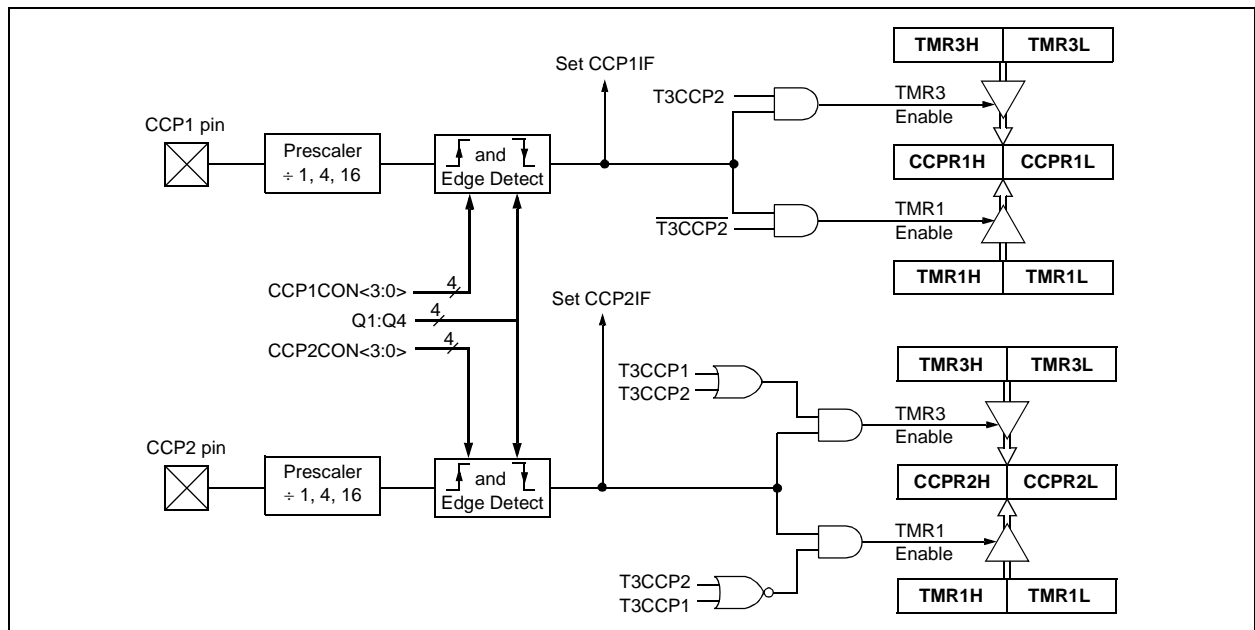 TMR3H TMR3L
Set CCP1IF
T3CCP2
TMR3
Enable
CCP1 pin
Prescaler
÷ 1, 4, 16
and
Edge Detect
CCPR1H CCPR1L
T3CCP2
TMR1
Enable
TMR1H TMR1L
CCP1CON<3:0> 4
Q1:Q4 4
CCP2CON<3:0> 4
Set CCP2IF
TMR3H TMR3L
T3CCP1
T3CCP2
TMR3
Enable
CCP2 pin
Prescaler
÷ 1, 4, 16
and
Edge Detect
CCPR2H CCPR2L
TMR1
Enable
T3CCP2
T3CCP1
TMR1H TMR1L